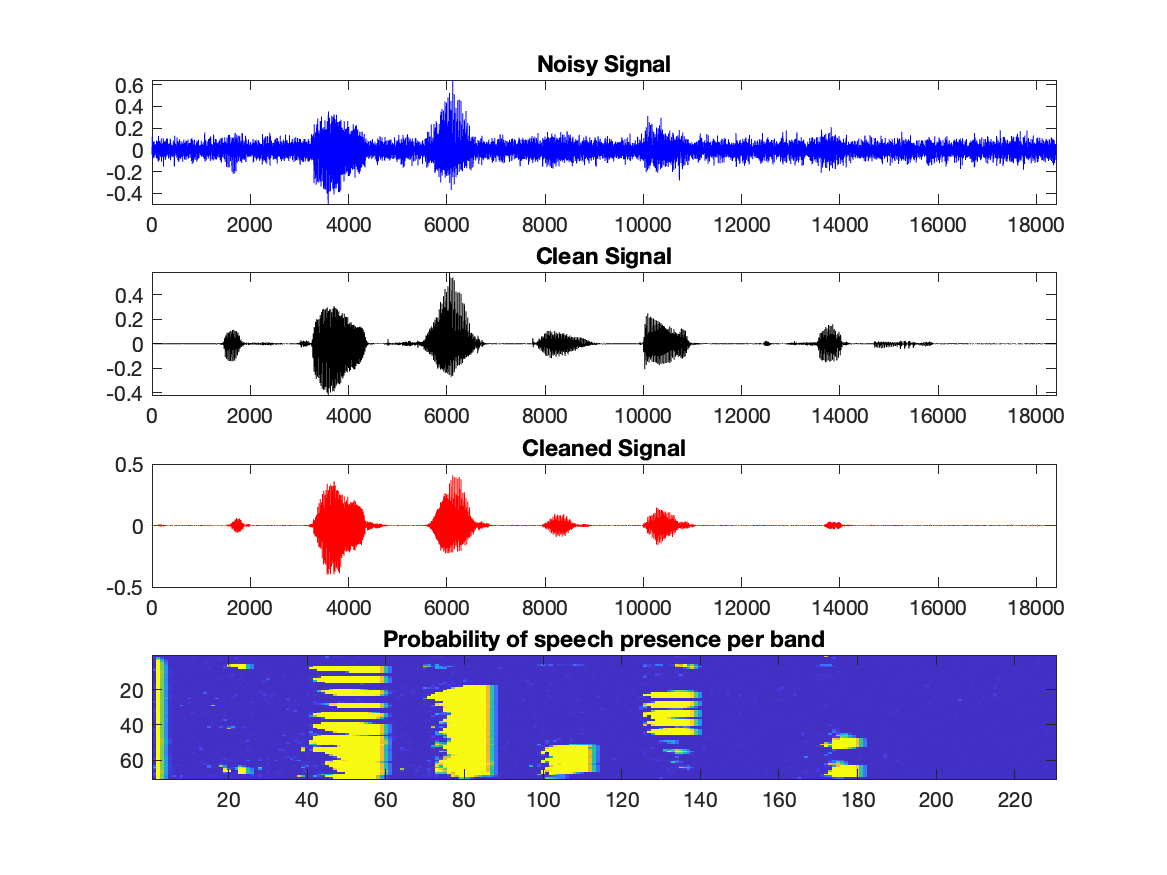 Noisy Signal
0.6
0.4
0.2
0
-0.2
-0.4
0 2000 4000 6000 8000 10000 12000 14000 16000 18000
Clean Signal
0.4
0.2
0
-0.2
-0.4
0 2000 4000 6000 8000 10000 12000 14000 16000 18000
Cleaned Signal
0.5
0
-0.5
0 2000 4000 6000 8000 10000 12000 14000 16000 18000
Probability of speech presence per band
20
40
60
20 40 60 80 100 120 140 160 180 200 220